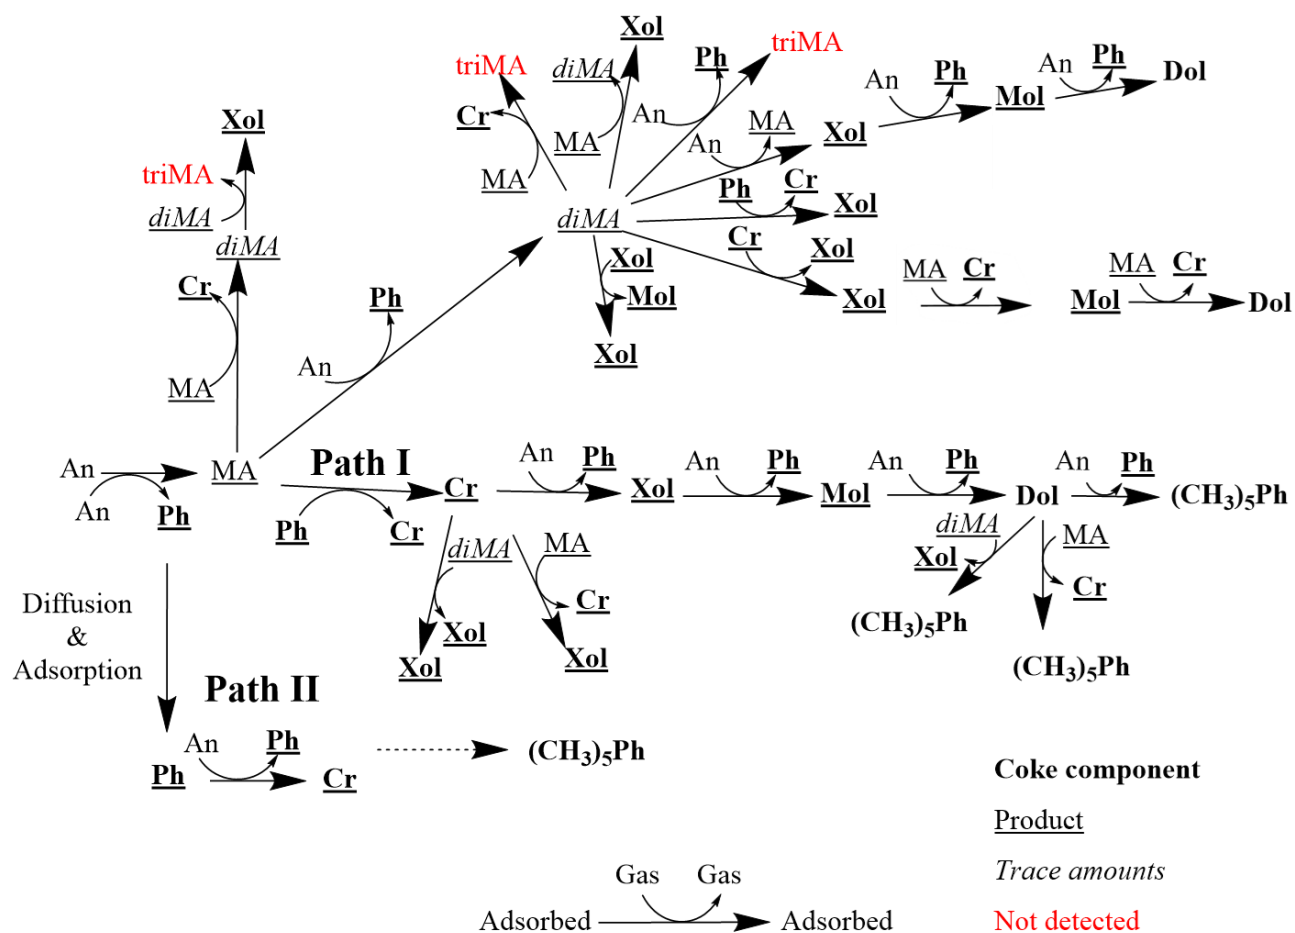 Xol
triMA
diMA
diMA
Cr
MA
An
Ph
triMA
Cr
MA
diMA
MA
Xol
An
Ph
triMA
An
MA
Xol
An
Ph
Mol
An
Ph
Dol
diMA
Ph
Cr
Xol
Cr
Xol
Xol
MA
Cr
Mol
MA
Cr
Dol
Xol
Mol
Xol
An
An
Ph
MA
Path I
Ph
Cr
Cr
An
Ph
Xol
An
Ph
Mol
An
Ph
Dol
An
Ph
(CH3)5Ph
diMA
Xol
Xol
MA
Cr
Xol
diMA
Xol
(CH3)5Ph
MA
Cr
(CH3)5Ph
Diffusion
&
Adsorption
Path II
Ph
An
Ph
Cr
(CH3)5Ph
Coke component
Product
Trace amounts
Not detected
Gas
Gas
Adsorbed
Adsorbed